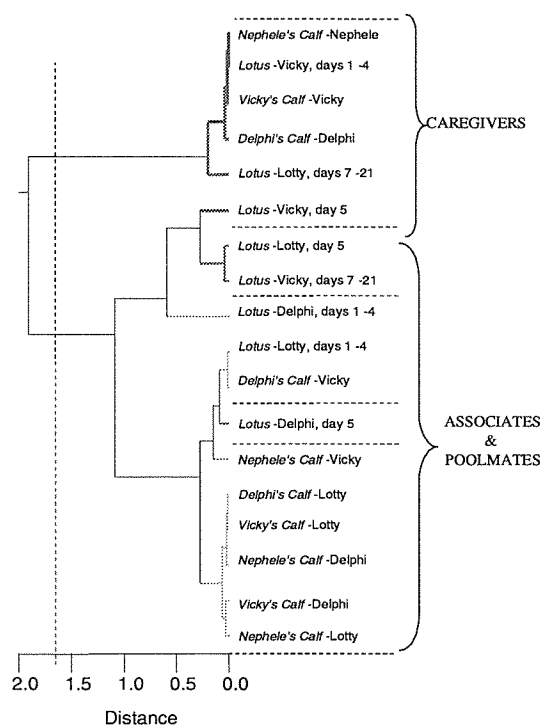 Nephele's Calf -Nephele
Lotus -Vicky, days 1 -4
Vicky's Calf -Vicky
Delphi's Calf -Delphi
Lotus -Lotty, days 7 -21
Lotus -Vicky, day 5
CAREGIVERS
Lotus -Lotty, day 5
Lotus -Vicky, days 7 -21
Lotus -Delphi, days 1 -4
Lotus -Lotty, days 1 -4
Delphi's Calf -Vicky
Lotus -Delphi, day 5
Nephele's Calf -Vicky
Delphi's Calf -Lotty
Vicky's Calf -Lotty
Nephele's Calf -Delphi
Vicky's Calf -Delphi
Nephele's Calf -Lotty
ASSOCIATES
&
POOLMATES
2.0 1.5 1.0 0.5 0.0
Distance